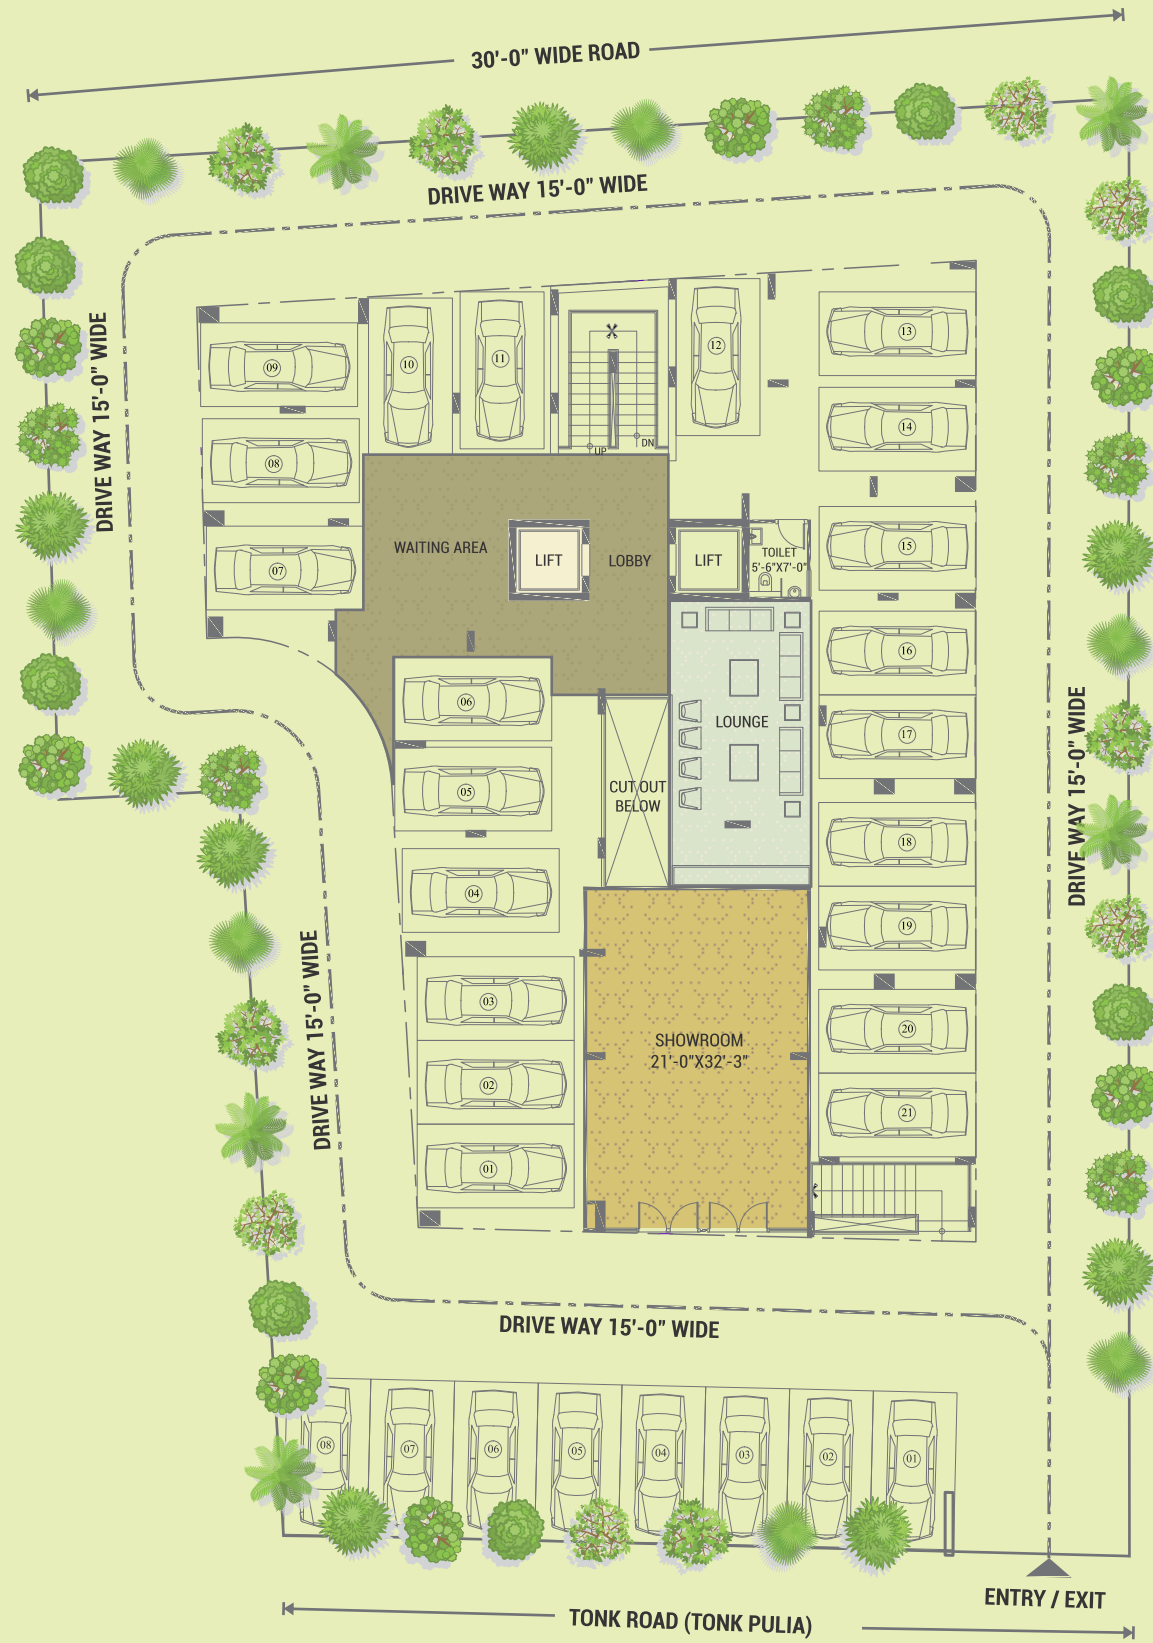 30'-0" WIDE ROAD
DRIVE WAY 15'-0" WIDE
DRIVE WAY 15'-0" WIDE
13
12
11
10
09
14
UP
DN
08
WAITING AREA
LIFT
LOBBY
LIFT
TOILET
5'-6"X7'-0"
15
07
16
06
LOUNGE
17
DRIVE WAY 15'-0" WIDE
05
CUT OUT
BELOW
18
04
19
DRIVE WAY 15'-0" WIDE
03
SHOWROOM
21'-0"X32'-3"
20
02
21
01
DRIVE WAY 15'-0" WIDE
08
07
06
05
04
03
02
01
ENTRY / EXIT
TONK ROAD (TONK PULIA)